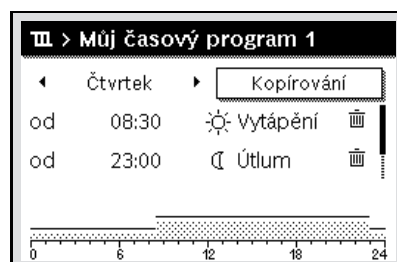 > Můj časový program 1
Čtvrtek Kopírování
od 08:30 Vytápění
od 23:00 Útlum
0 6 12 18 24